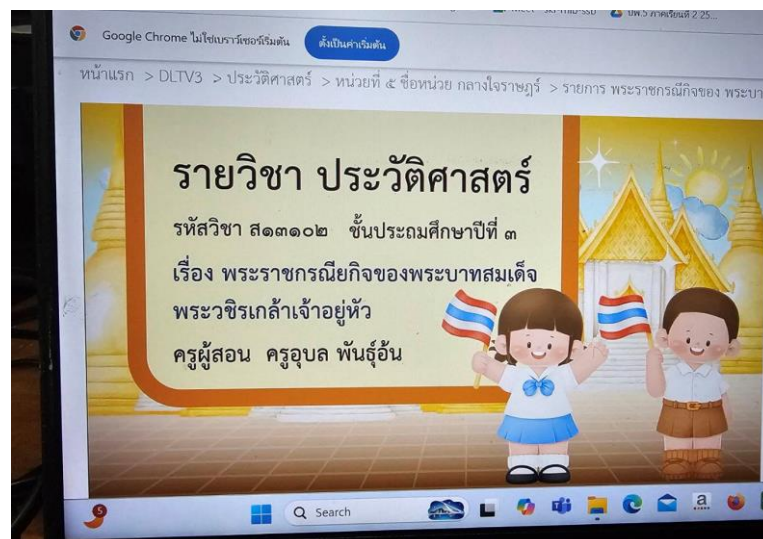 Google Chrome ไม่ใช่เบราว์เซอร์เริ่มต้น ตั้งเป็นค่าเริ่มต้น
หน้าแรก > DLTV3 > ประวัติศาสตร์ > หน่วยที่ ๕ ชื่อหน่วย กลางใจราษฎร์ > รายการ พระราชกรณีกิจของ พระบา
รายวิชา ประวัติศาสตร์
รหัสวิชา ส๑๓๑๐๒ ชั้นประถมศึกษาปีที่ ๓
เรื่อง พระราชกรณียกิจของพระบาทสมเด็จ
พระวชิรเกล้าเจ้าอยู่หัว
ครูผู้สอน ครูอุบล พันธุ์อ้น
5
Search
a